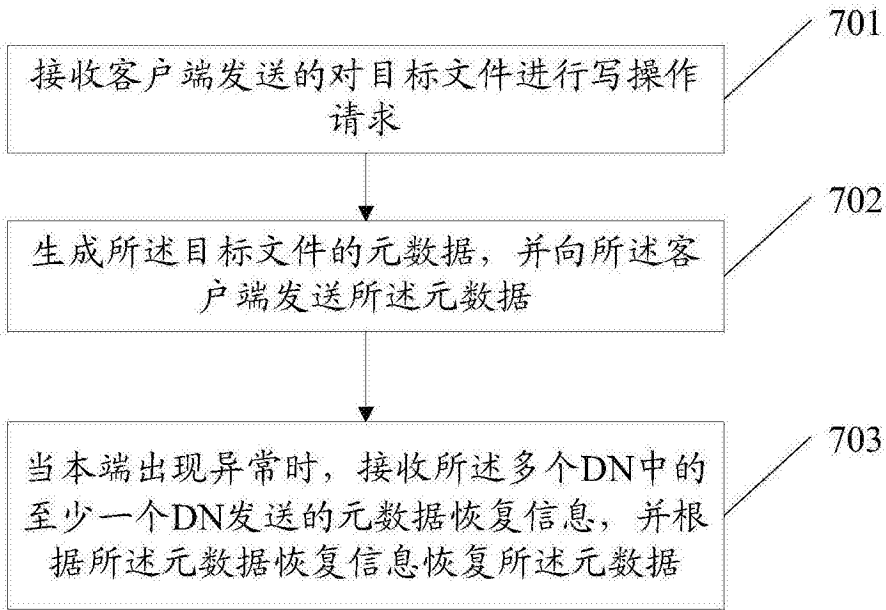 701
接收客户端发送的对目标文件进行写操作
请求
702
生成所述目标文件的元数据，并向所述客
户端发送所述元数据
703
当本端出现异常时，接收所述多个DN中的
至少一个DN发送的元数据恢复信息，并根
据所述元数据恢复信息恢复所述元数据